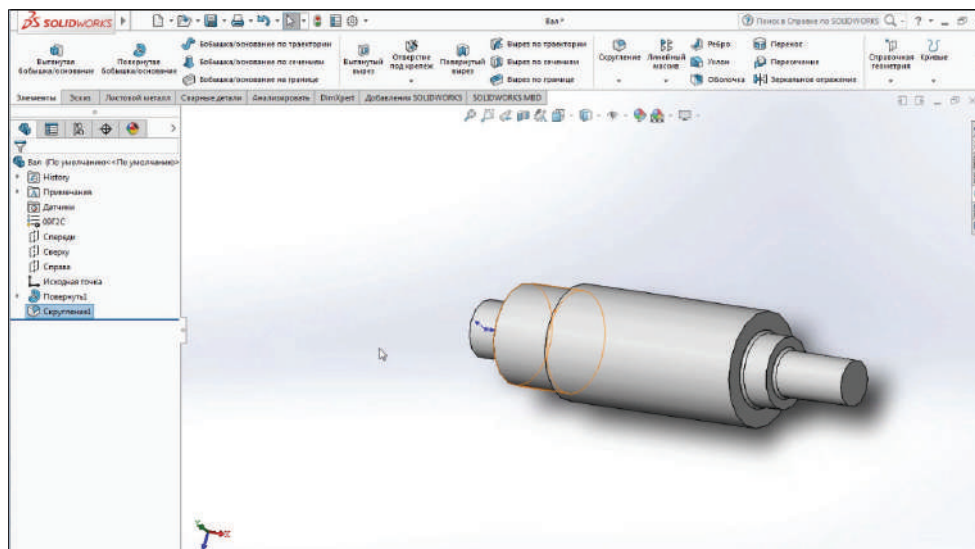 SOLIDWORKS
Вал *
Поиск в Справке по SOLIDWORKS
Вытянутая бобышка/основание
Повернутая бобышка/основание
Бобышка/основание по траектории
Бобышка/основание по сечениям
Бобышка/основание на границе
Вытянутый вырез
Отверстие под крепеж
Повернутый вырез
Вырез по траектории
Вырез по сечениям
Вырез по границе
Скругление
Линейный массив
Ребро
Уклон
Оболочка
Перенос
Пересечение
Зеркальное отражение
Справочная геометрия
Кривые
Элементы
Эскиз
Листовой металл
Сварные детали
Анализировать
DimXpert
Добавления SOLIDWORKS
SOLIDWORKS MBD
Вал (По умолчанию<<По умолчанию>
History
Примечания
Датчики
09Г2С
Спереди
Сверху
Справа
Исходная точка
Повернуть1
Скругление1